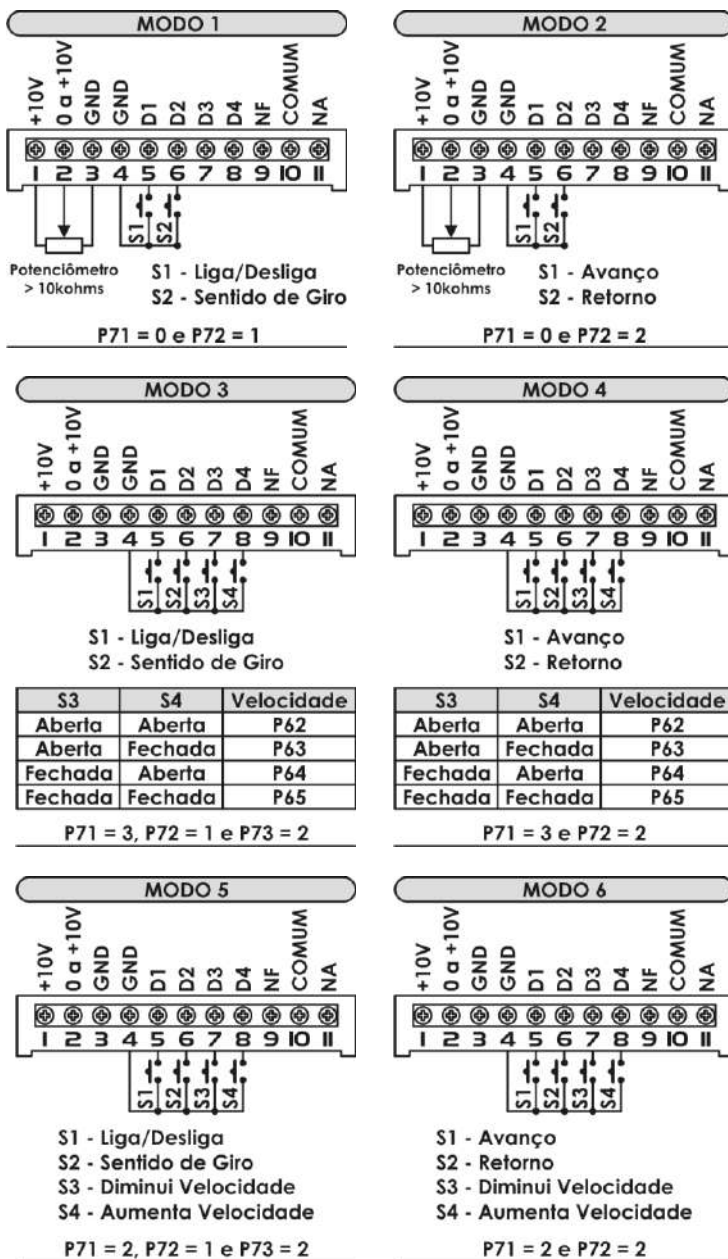 MODO 1
+10V
0 a +10V
GND
GND
D1
D2
D3
D4
NF
COMUM
NA
1 2 3 4 5 6 7 8 9 10 11
S1
S2
Potenciômetro
> 10kohms
S1 - Liga/Desliga
S2 - Sentido de Giro
P71 = 0 e P72 = 1
MODO 2
+10V
0 a +10V
GND
GND
D1
D2
D3
D4
NF
COMUM
NA
1 2 3 4 5 6 7 8 9 10 11
S1
S2
Potenciômetro
> 10kohms
S1 - Avanço
S2 - Retorno
P71 = 0 e P72 = 2
MODO 3
+10V
0 a +10V
GND
GND
D1
D2
D3
D4
NF
COMUM
NA
1 2 3 4 5 6 7 8 9 10 11
S1
S2
S3
S4
S1 - Liga/Desliga
S2 - Sentido de Giro
S3 S4 Velocidade
Aberta Aberta P62
Aberta Fechada P63
Fechada Aberta P64
Fechada Fechada P65
P71 = 3, P72 = 1 e P73 = 2
MODO 4
+10V
0 a +10V
GND
GND
D1
D2
D3
D4
NF
COMUM
NA
1 2 3 4 5 6 7 8 9 10 11
S1
S2
S3
S4
S1 - Avanço
S2 - Retorno
S3 S4 Velocidade
Aberta Aberta P62
Aberta Fechada P63
Fechada Aberta P64
Fechada Fechada P65
P71 = 3 e P72 = 2
MODO 5
+10V
0 a +10V
GND
GND
D1
D2
D3
D4
NF
COMUM
NA
1 2 3 4 5 6 7 8 9 10 11
S1
S2
S3
S4
S1 - Liga/Desliga
S2 - Sentido de Giro
S3 - Diminui Velocidade
S4 - Aumenta Velocidade
P71 = 2, P72 = 1 e P73 = 2
MODO 6
+10V
0 a +10V
GND
GND
D1
D2
D3
D4
NF
COMUM
NA
1 2 3 4 5 6 7 8 9 10 11
S1
S2
S3
S4
S1 - Avanço
S2 - Retorno
S3 - Diminui Velocidade
S4 - Aumenta Velocidade
P71 = 2 e P72 = 2